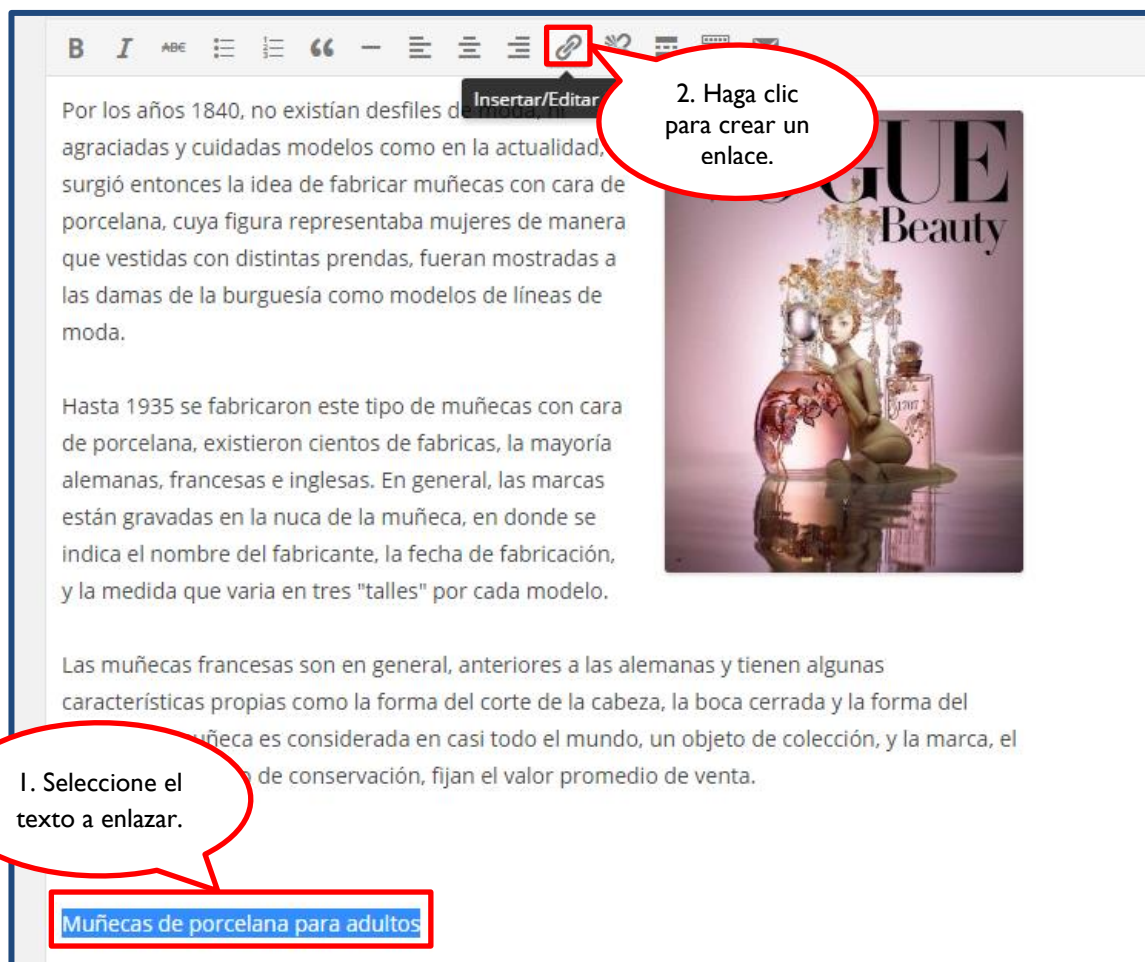 B I ABE
Insertar/Editar
2. Haga clic
para crear un
enlace.
Por los años 1840, no existían desfiles de moda, ni
agraciadas y cuidadas modelos como en la actualidad,
surgió entonces la idea de fabricar muñecas con cara de
porcelana, cuya figura representaba mujeres de manera
que vestidas con distintas prendas, fueran mostradas a
las damas de la burguesía como modelos de líneas de
moda.
VOGUE
Beauty
1707
Hasta 1935 se fabricaron este tipo de muñecas con cara
de porcelana, existieron cientos de fabricas, la mayoría
alemanas, francesas e inglesas. En general, las marcas
están gravadas en la nuca de la muñeca, en donde se
indica el nombre del fabricante, la fecha de fabricación,
y la medida que varia en tres "talles" por cada modelo.
Las muñecas francesas son en general, anteriores a las alemanas y tienen algunas
características propias como la forma del corte de la cabeza, la boca cerrada y la forma del
uñeca es considerada en casi todo el mundo, un objeto de colección, y la marca, el
de conservación, fijan el valor promedio de venta.
1. Seleccione el
texto a enlazar.
Muñecas de porcelana para adultos